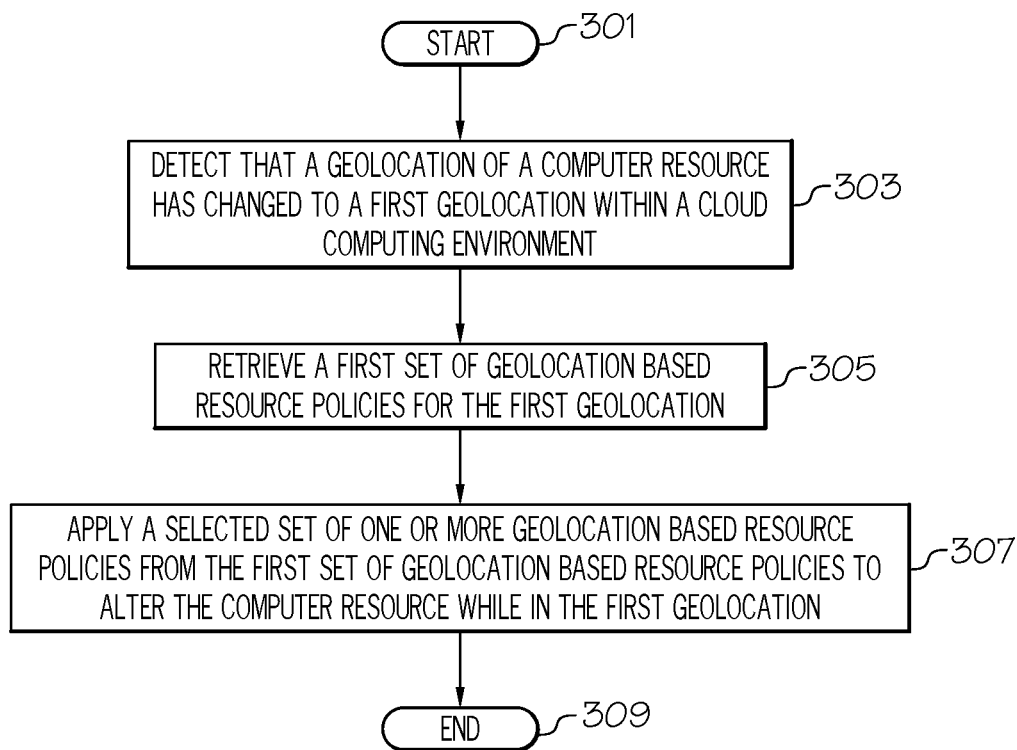 START
301
DETECT THAT A GEOLOCATION OF A COMPUTER RESOURCE
HAS CHANGED TO A FIRST GEOLOCATION WITHIN A CLOUD
COMPUTING ENVIRONMENT
303
RETRIEVE A FIRST SET OF GEOLOCATION BASED
RESOURCE POLICIES FOR THE FIRST GEOLOCATION
305
APPLY A SELECTED SET OF ONE OR MORE GEOLOCATION BASED RESOURCE
POLICIES FROM THE FIRST SET OF GEOLOCATION BASED RESOURCE POLICIES TO
ALTER THE COMPUTER RESOURCE WHILE IN THE FIRST GEOLOCATION
307
END
309